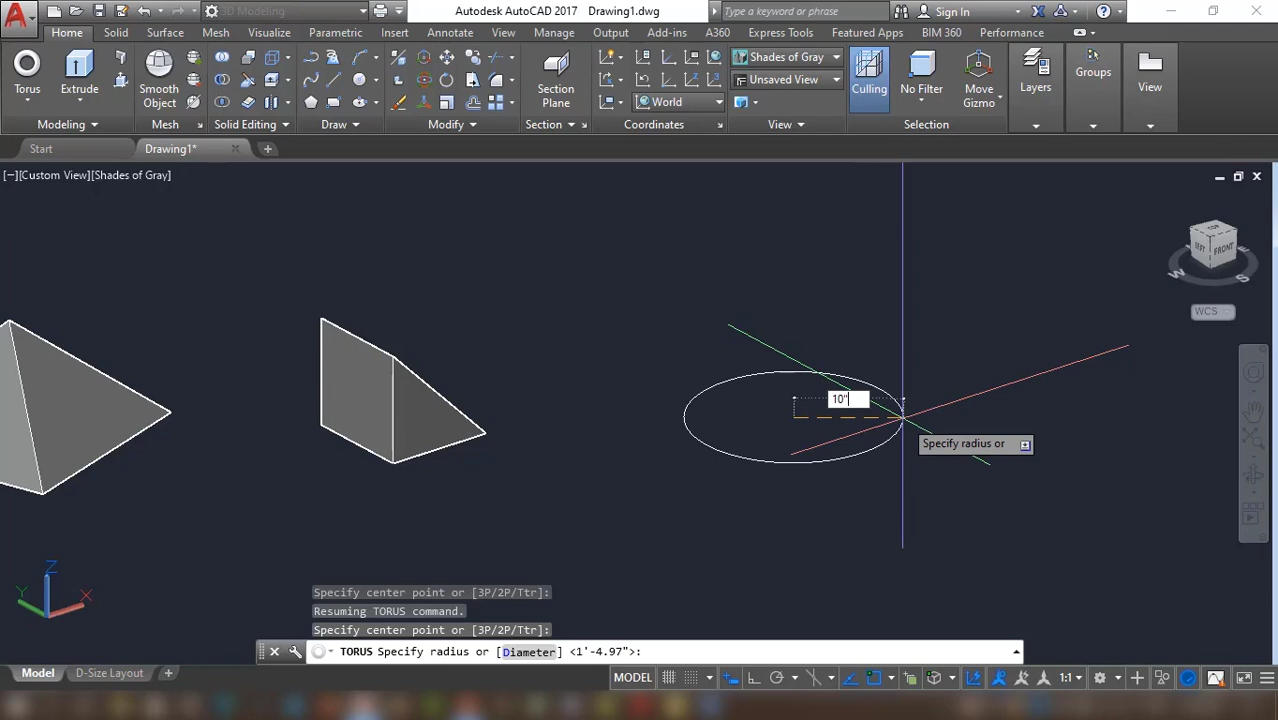 3D Modeling
Autodesk AutoCAD 2017 Drawing1.dwg
Type a keyword or phrase
Sign In
Home Solid Surface Mesh Visualize Parametric Insert Annotate View Manage Output Add-ins A360 Express Tools Featured Apps BIM 360 Performance
Torus
Extrude
Smooth Object
Section Plane
World
Shades of Gray
Unsaved View
Culling
No Filter
Move Gizmo
Layers
Groups
View
Modeling Mesh Solid Editing Draw Modify Section Coordinates View Selection
Start
Drawing1*
[−][Custom View][Shades of Gray]
TOP
LEFT
FRONT
W
S
WCS
10"
Specify radius or
Z
Y
X
Specify center point or [3P/2P/Ttr]:
Resuming TORUS command.
Specify center point or [3P/2P/Ttr]:
TORUS Specify radius or [Diameter] <1'-4.97">:
Model D-Size Layout
MODEL
1:1